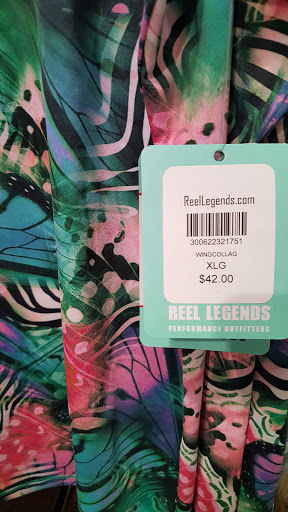 ReelLegends.com
300622321751
WINGCOLLAG
XLG
$42.00
REEL LEGENDS
PERFORMANCE OUTFITTERS